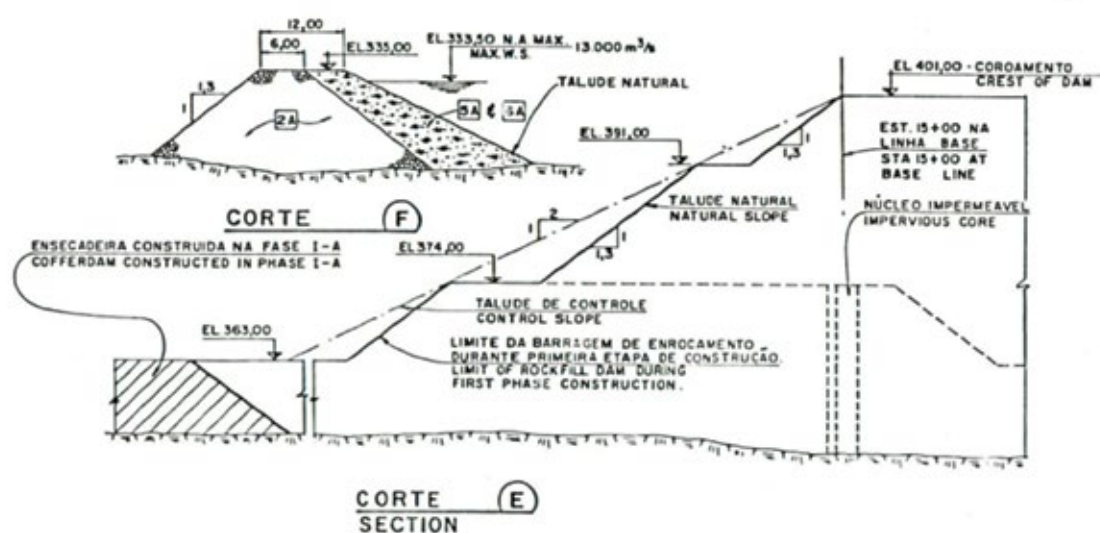 12,00
6,00
EL.335,00
EL.333,50 N.A MAX.
MAX.W.S.
13.000 m³/s
TALUDE NATURAL
1,3
1
2A
5A & 
CORTE F
EL 401,00 - COROAMENTO
CREST OF DAM
EL.391,00
1
1,3
EST. 15+00 NA
LINHA BASE
STA 15+00 AT
BASE LINE
TALUDE NATURAL
NATURAL SLOPE
NÚCLEO IMPERMEÁVEL
IMPERVIOUS CORE
2
1
1
1,3
ENSECADEIRA CONSTRUIDA NA FASE I-A
COFFERDAM CONSTRUCTED IN PHASE I-A
EL374,00
TALUDE DE CONTROLE
CONTROL SLOPE
EL 363,00
LIMITE DA BARRAGEM DE ENROCAMENTO
DURANTE PRIMEIRA ETAPA DE CONSTRUÇÃO.
LIMIT OF ROCKFILL DAM DURING
FIRST PHASE CONSTRUCTION.
CORTE E
SECTION